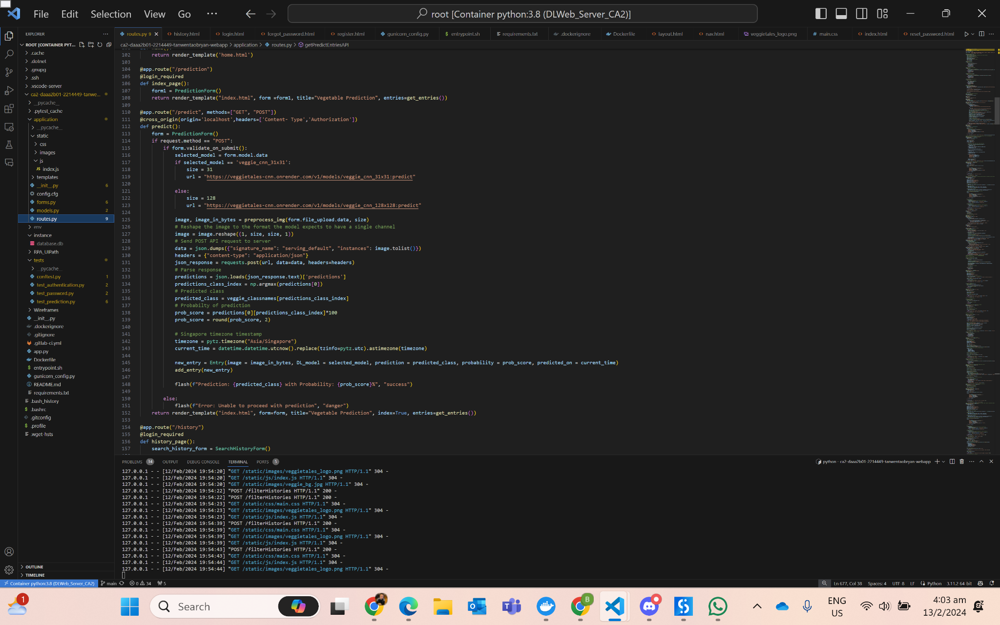 File Edit Selection View Go ··· root [Container python:3.8 (DLWeb_Server_CA2)]
EXPLORER ···
routes.py 9 history.html login.html forgot_password.html register.html gunicorn_config.py entrypoint.sh requirements.txt .dockerignore Dockerfile layout.html nav.html veggietales_logo.png main.css index.html reset_password.html
ROOT [CONTAINER PYT...
ca2-daaa2b01-2214449-tanwentaobryan-webapp > application > routes.py > getPredictEntriesAPI
.cache
.dotnet
.gnupg
.ssh
.vscode-server
ca2-daaa2b01-2214449-tanwe...
__pycache__
.pytest_cache
application
__pycache__
static
css
images
js
index.js
templates
__init__.py 6
config.cfg
forms.py 6
models.py 2
routes.py 9
env
instance
database.db
RPA_UIPath
tests
__pycache__
conftest.py 1
test_authentication.py 2
test_password.py 2
test_prediction.py 6
Wireframes
__init__.py
.dockerignore
.gitignore
.gitlab-ci.yml
app.py
Dockerfile
entrypoint.sh
gunicorn_config.py
README.md
requirements.txt
.bash_history
.bashrc
.gitconfig
.profile
.wget-hsts
OUTLINE
TIMELINE
102 return render_template('home.html')
103
104 @app.route("/prediction")
105 @login_required
106 def index_page():
107 form1 = PredictionForm()
108 return render_template("index.html", form =form1, title="Vegetable Prediction", entries=get_entries())
109
110 @app.route("/predict", methods=["GET", "POST"])
111 @cross_origin(origin='localhost',headers=['Content- Type','Authorization'])
112 def predict():
113 form = PredictionForm()
114 if request.method == "POST":
115 if form.validate_on_submit():
116 selected_model = form.model.data
117 if selected_model == 'veggie_cnn_31x31':
118 size = 31
119 url = "https://veggietales-cnn.onrender.com/v1/models/veggie_cnn_31x31:predict"
120
121 else:
122 size = 128
123 url = "https://veggietales-cnn.onrender.com/v1/models/veggie_cnn_128x128:predict"
124
125 image, image_in_bytes = preprocess_img(form.file_upload.data, size)
126 # Reshape the image to the format the model expects to have a single channel
127 image = image.reshape((1, size, size, 1))
128 # Send POST API request to server
129 data = json.dumps({"signature_name": "serving_default", "instances": image.tolist()})
130 headers = {"content-type": "application/json"}
131 json_response = requests.post(url, data=data, headers=headers)
132 # Parse response
133 predictions = json.loads(json_response.text)['predictions']
134 predictions_class_index = np.argmax(predictions[0])
135 # Predicted class
136 predicted_class = veggie_classnames[predictions_class_index]
137 # Probabilty of prediction
138 prob_score = predictions[0][predictions_class_index]*100
139 prob_score = round(prob_score, 2)
140
141 # Singapore timezone timestamp
142 timezone = pytz.timezone("Asia/Singapore")
143 current_time = datetime.datetime.utcnow().replace(tzinfo=pytz.utc).astimezone(timezone)
144
145 new_entry = Entry(image = image_in_bytes, DL_model = selected_model, prediction = predicted_class, probability = prob_score, predicted_on = current_time)
146 add_entry(new_entry)
147
148 flash(f"Prediction: {predicted_class} with Probability: {prob_score}%", "success")
149
150 else:
151 flash(f"Error: Unable to proceed with prediction", "danger")
152 return render_template("index.html", form=form, title="Vegetable Prediction", index=True, entries=get_entries())
153
154 @app.route("/history")
155 @login_required
156 def history_page():
157 search_history_form = SearchHistoryForm()
PROBLEMS 34 OUTPUT DEBUG CONSOLE TERMINAL PORTS 5 python - ca2-daaa2b01-2214449-tanwentaobryan-webapp
127.0.0.1 - - [12/Feb/2024 19:54:20] "GET /static/images/veggietales_logo.png HTTP/1.1" 304 -
127.0.0.1 - - [12/Feb/2024 19:54:20] "GET /static/js/index.js HTTP/1.1" 304 -
127.0.0.1 - - [12/Feb/2024 19:54:20] "GET /static/images/veggie_bg.jpg HTTP/1.1" 304 -
127.0.0.1 - - [12/Feb/2024 19:54:22] "POST /filterHistories HTTP/1.1" 200 -
127.0.0.1 - - [12/Feb/2024 19:54:22] "POST /filterHistories HTTP/1.1" 200 -
127.0.0.1 - - [12/Feb/2024 19:54:23] "GET /static/css/main.css HTTP/1.1" 304 -
127.0.0.1 - - [12/Feb/2024 19:54:23] "GET /static/images/veggietales_logo.png HTTP/1.1" 304 -
127.0.0.1 - - [12/Feb/2024 19:54:23] "GET /static/js/index.js HTTP/1.1" 304 -
127.0.0.1 - - [12/Feb/2024 19:54:39] "POST /filterHistories HTTP/1.1" 200 -
127.0.0.1 - - [12/Feb/2024 19:54:39] "GET /static/css/main.css HTTP/1.1" 304 -
127.0.0.1 - - [12/Feb/2024 19:54:39] "GET /static/images/veggietales_logo.png HTTP/1.1" 304 -
127.0.0.1 - - [12/Feb/2024 19:54:39] "GET /static/js/index.js HTTP/1.1" 304 -
127.0.0.1 - - [12/Feb/2024 19:54:43] "POST /filterHistories HTTP/1.1" 200 -
127.0.0.1 - - [12/Feb/2024 19:54:43] "GET /static/css/main.css HTTP/1.1" 304 -
127.0.0.1 - - [12/Feb/2024 19:54:44] "GET /static/js/index.js HTTP/1.1" 304 -
127.0.0.1 - - [12/Feb/2024 19:54:44] "GET /static/images/veggietales_logo.png HTTP/1.1" 304 -
Container python:3.8 (DLWeb_Server_CA2) main 0 34 5 Ln 677, Col 38 Spaces: 4 UTF-8 LF Python 3.11.2 64-bit
1 Search B ENG US 4:03 am 13/2/2024